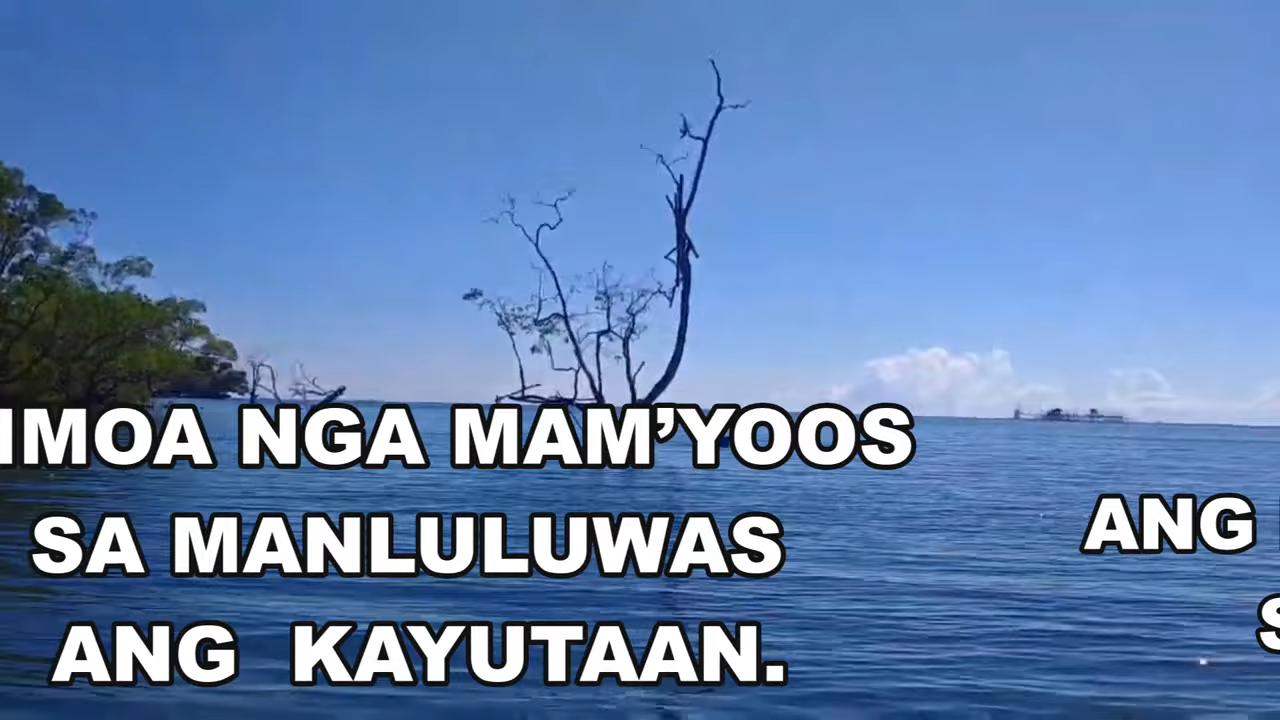 IMOA NGA MAM’YOOS
SA MANLULUWAS
ANG KAYUTAAN.
ANG